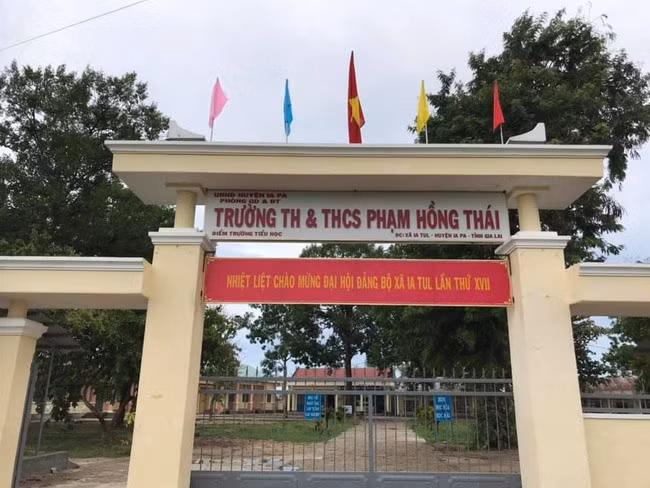 UBND HUYỆN IA PA
PHÒNG GD & ĐT
TRƯỜNG TH & THCS PHẠM HỒNG THÁI
ĐIỂM TRƯỜNG TIỂU HỌC
ĐC: XÃ IA TUL - HUYỆN IA PA - TỈNH GIA LAI
NHIỆT LIỆT CHÀO MỪNG ĐẠI HỘI ĐẢNG BỘ XÃ IA TUL LẦN THỨ XVII